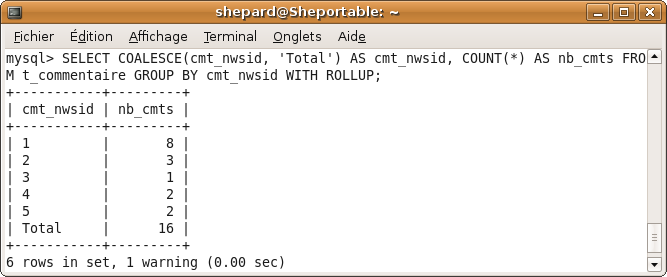 shepard@Sheportable: ~
Fichier Édition Affichage Terminal Onglets Aide
mysql> SELECT COALESCE(cmt_nwsid, 'Total') AS cmt_nwsid, COUNT(*) AS nb_cmts FRO
M t_commentaire GROUP BY cmt_nwsid WITH ROLLUP;
+-----------+---------+
| cmt_nwsid | nb_cmts |
+-----------+---------+
| 1         |       8 |
| 2         |       3 |
| 3         |       1 |
| 4         |       2 |
| 5         |       2 |
| Total     |      16 |
+-----------+---------+
6 rows in set, 1 warning (0.00 sec)